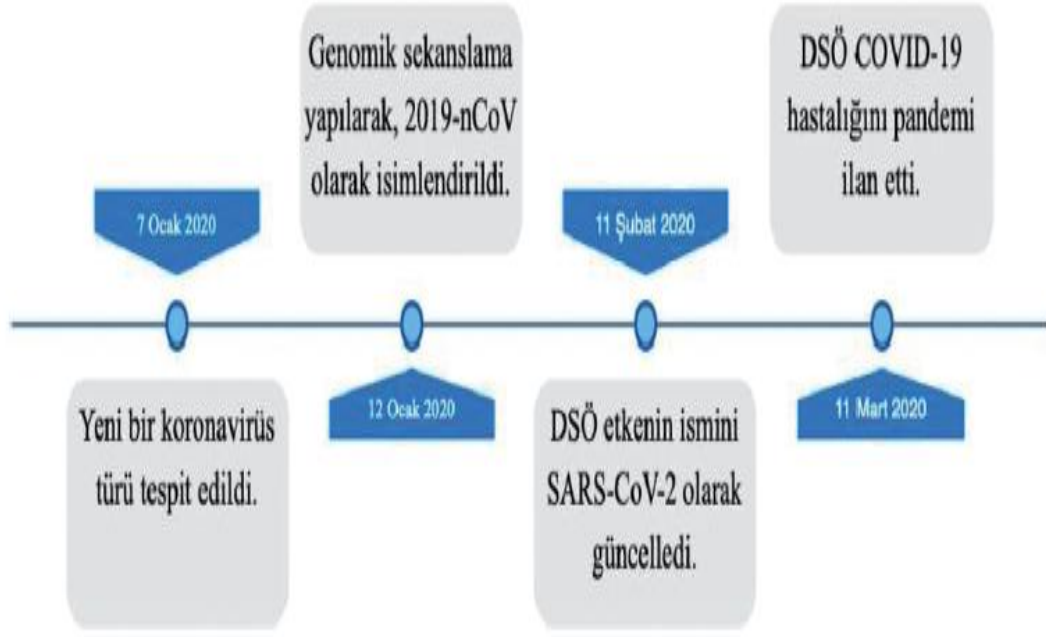 7 Ocak 2020
Yeni bir koronavirüs
türü tespit edildi.
Genomik sekanslama
yapılarak, 2019-nCoV
olarak isimlendirildi.
12 Ocak 2020
11 Şubat 2020
DSÖ etkenin ismini
SARS-CoV-2 olarak
güncelledi.
DSÖ COVID-19
hastalığını pandemi
ilan etti.
11 Mart 2020